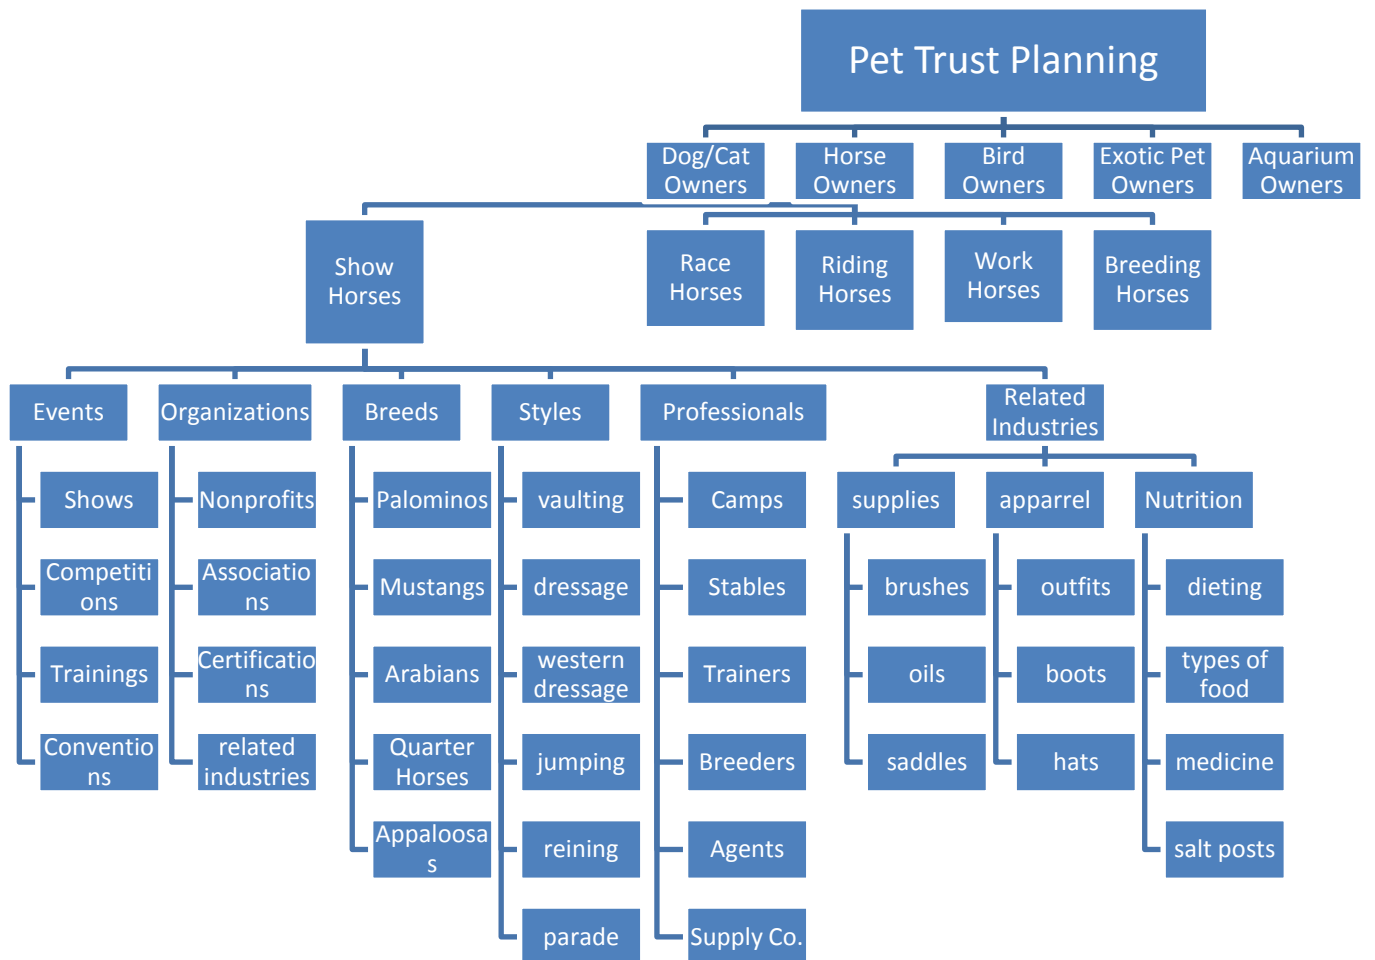 Pet Trust Planning
Dog/Cat
Owners
Horse
Owners
Bird
Owners
Exotic Pet
Owners
Aquarium
Owners
Show
Horses
Race
Horses
Riding
Horses
Work
Horses
Breeding
Horses
Events
Organizations
Breeds
Styles
Professionals
Related
Industries
Shows
Competiti
ons
Trainings
Conventio
ns
Nonprofits
Associatio
ns
Certificatio
ns
related
industries
Palominos
Mustangs
Arabians
Quarter
Horses
Appaloosa
s
vaulting
dressage
western
dressage
jumping
reining
parade
Camps
Stables
Trainers
Breeders
Agents
Supply Co.
supplies
brushes
oils
saddles
apparrel
outfits
boots
hats
Nutrition
dieting
types of
food
medicine
salt posts